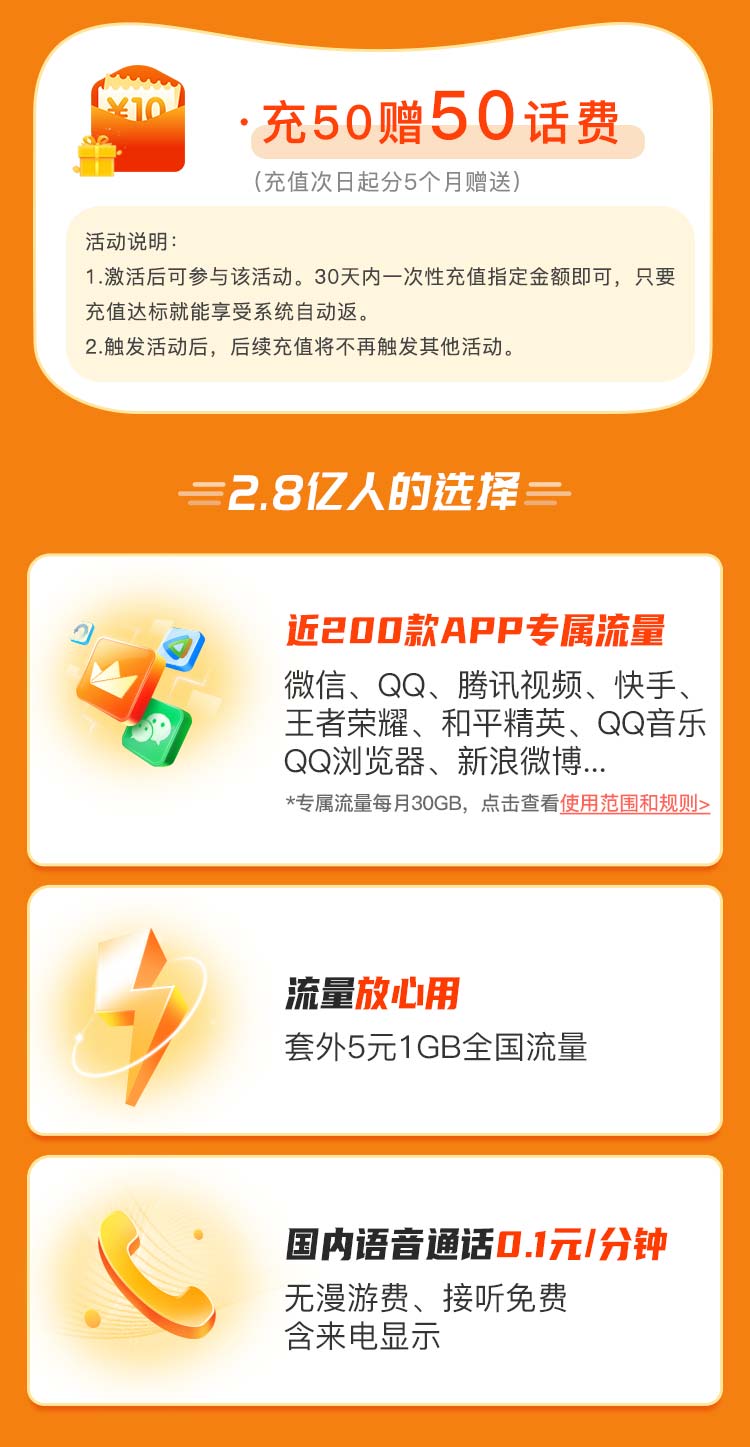 ¥10
·充50赠50话费
(充值次日起分5个月赠送)
活动说明:
1.激活后可参与该活动。30天内一次性充值指定金额即可，只要
充值达标就能享受系统自动返。
2.触发活动后，后续充值将不再触发其他活动。
2.8亿人的选择
近200款APP专属流量
微信、QQ、腾讯视频、快手、
王者荣耀、和平精英、QQ音乐
QQ浏览器、新浪微博...
*专属流量每月30GB，点击查看使用范围和规则>
流量放心用
套外5元1GB全国流量
国内语音通话0.1元/分钟
无漫游费、接听免费
含来电显示